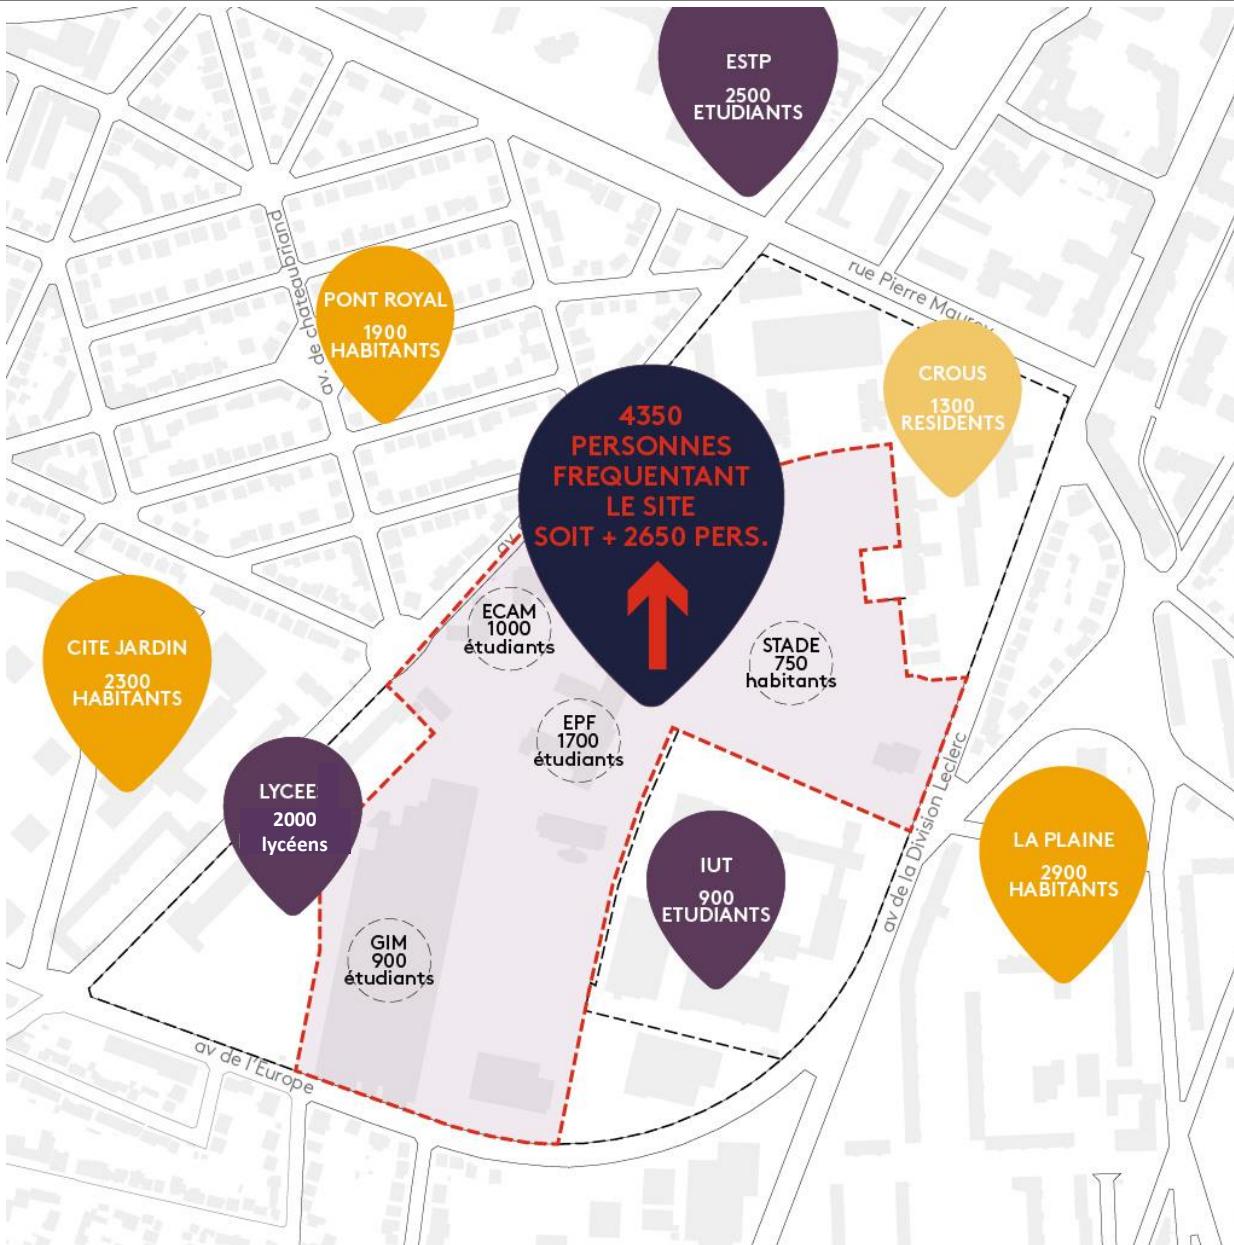 ESTP
2500
ETUDIANTS
rue Pierre Mauroy
av. de chateaubriand
PONT ROYAL
1900
HABITANTS
CROUS
1300
RESIDENTS
4350
PERSONNES
FREQUENTANT
LE SITE
SOIT + 2650 PERS.
av
ECAM
1000
étudiants
STADE
750
habitants
CITE JARDIN
2300
HABITANTS
EPF
1700
étudiants
LYCEE
2000
lycéens
av de la Division Leclerc
LA PLAINE
2900
HABITANTS
IUT
900
ETUDIANTS
GIM
900
étudiants
av de l'Europe